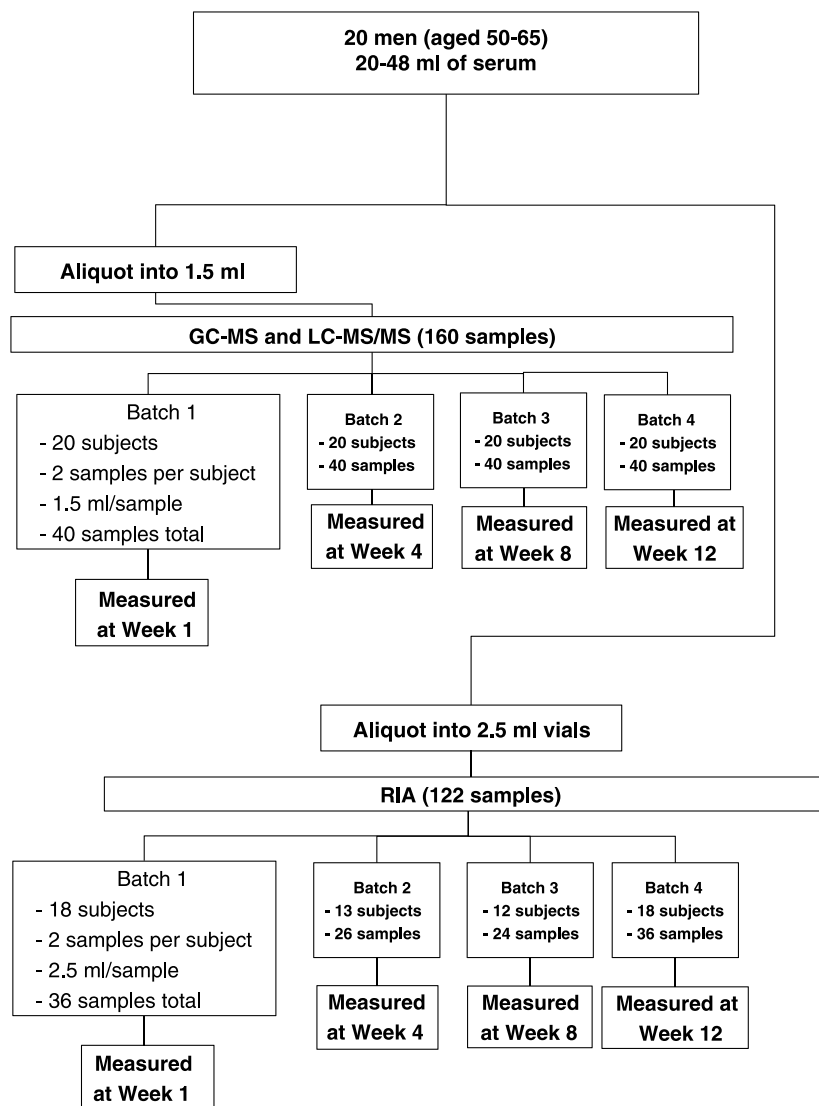 20 men (aged 50-65)
20-48 ml of serum
Aliquot into 1.5 ml
GC-MS and LC-MS/MS (160 samples)
Batch 1
- 20 subjects
- 2 samples per subject
- 1.5 ml/sample
- 40 samples total
Measured
at Week 1
Batch 2
- 20 subjects
- 40 samples
Measured
at Week 4
Batch 3
- 20 subjects
- 40 samples
Measured
at Week 8
Batch 4
- 20 subjects
- 40 samples
Measured at
Week 12
Aliquot into 2.5 ml vials
RIA (122 samples)
Batch 1
- 18 subjects
- 2 samples per subject
- 2.5 ml/sample
- 36 samples total
Measured
at Week 1
Batch 2
- 13 subjects
- 26 samples
Measured
at Week 4
Batch 3
- 12 subjects
- 24 samples
Measured
at Week 8
Batch 4
- 18 subjects
- 36 samples
Measured at
Week 12